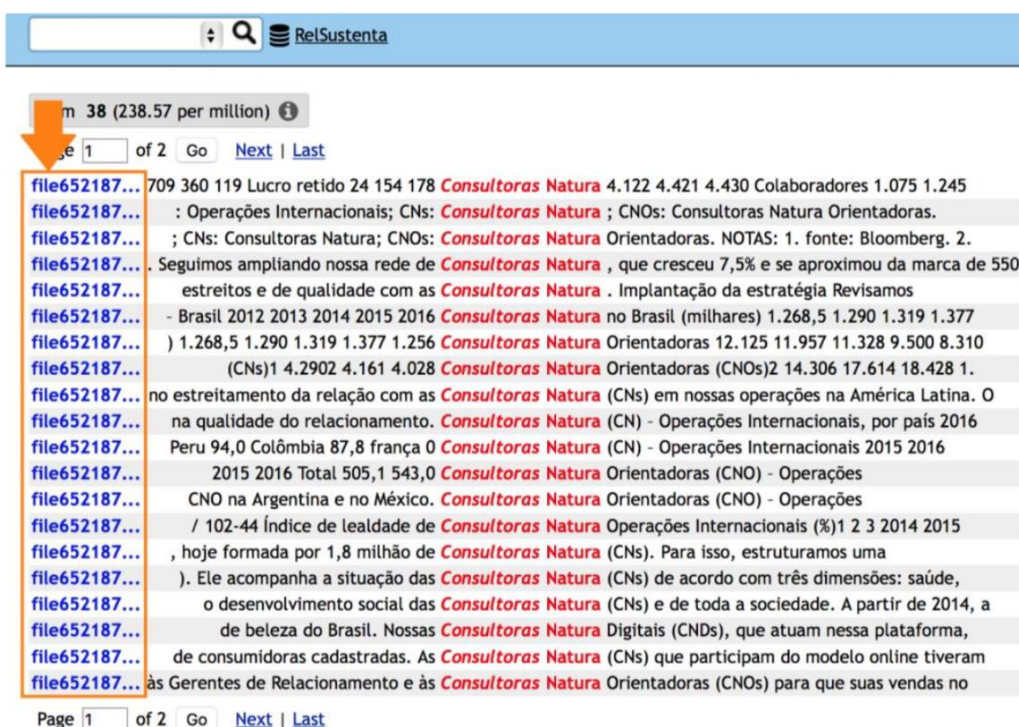 RelSustenta
m 38 (238.57 per million) i
e 1 of 2 Go Next | Last
file652187... 709 360 119 Lucro retido 24 154 178 Consultoras Natura 4.122 4.421 4.430 Colaboradores 1.075 1.245
file652187... : Operações Internacionais; CNs: Consultoras Natura ; CNOs: Consultoras Natura Orientadoras.
file652187... ; CNs: Consultoras Natura; CNOs: Consultoras Natura Orientadoras. NOTAS: 1. fonte: Bloomberg. 2.
file652187... . Seguimos ampliando nossa rede de Consultoras Natura , que cresceu 7,5% e se aproximou da marca de 550
file652187... estreitos e de qualidade com as Consultoras Natura . Implantação da estratégia Revisamos
file652187... - Brasil 2012 2013 2014 2015 2016 Consultoras Natura no Brasil (milhares) 1.268,5 1.290 1.319 1.377
file652187... ) 1.268,5 1.290 1.319 1.377 1.256 Consultoras Natura Orientadoras 12.125 11.957 11.328 9.500 8.310
file652187... (CNs)1 4.2902 4.161 4.028 Consultoras Natura Orientadoras (CNOs)2 14.306 17.614 18.428 1.
file652187... no estreitamento da relação com as Consultoras Natura (CNs) em nossas operações na América Latina. O
file652187... na qualidade do relacionamento. Consultoras Natura (CN) - Operações Internacionais, por país 2016
file652187... Peru 94,0 Colômbia 87,8 frança 0 Consultoras Natura (CN) - Operações Internacionais 2015 2016
file652187... 2015 2016 Total 505,1 543,0 Consultoras Natura Orientadoras (CNO) - Operações
file652187... CNO na Argentina e no México. Consultoras Natura Orientadoras (CNO) - Operações
file652187... / 102-44 Índice de lealdade de Consultoras Natura Operações Internacionais (%)1 2 3 2014 2015
file652187... , hoje formada por 1,8 milhão de Consultoras Natura (CNs). Para isso, estruturamos uma
file652187... ). Ele acompanha a situação das Consultoras Natura (CNs) de acordo com três dimensões: saúde,
file652187... o desenvolvimento social das Consultoras Natura (CNs) e de toda a sociedade. A partir de 2014, a
file652187... de beleza do Brasil. Nossas Consultoras Natura Digitais (CNDs), que atuam nessa plataforma,
file652187... de consumidoras cadastradas. As Consultoras Natura (CNs) que participam do modelo online tiveram
file652187... às Gerentes de Relacionamento e às Consultoras Natura Orientadoras (CNOs) para que suas vendas no
Page 1 of 2 Go Next | Last